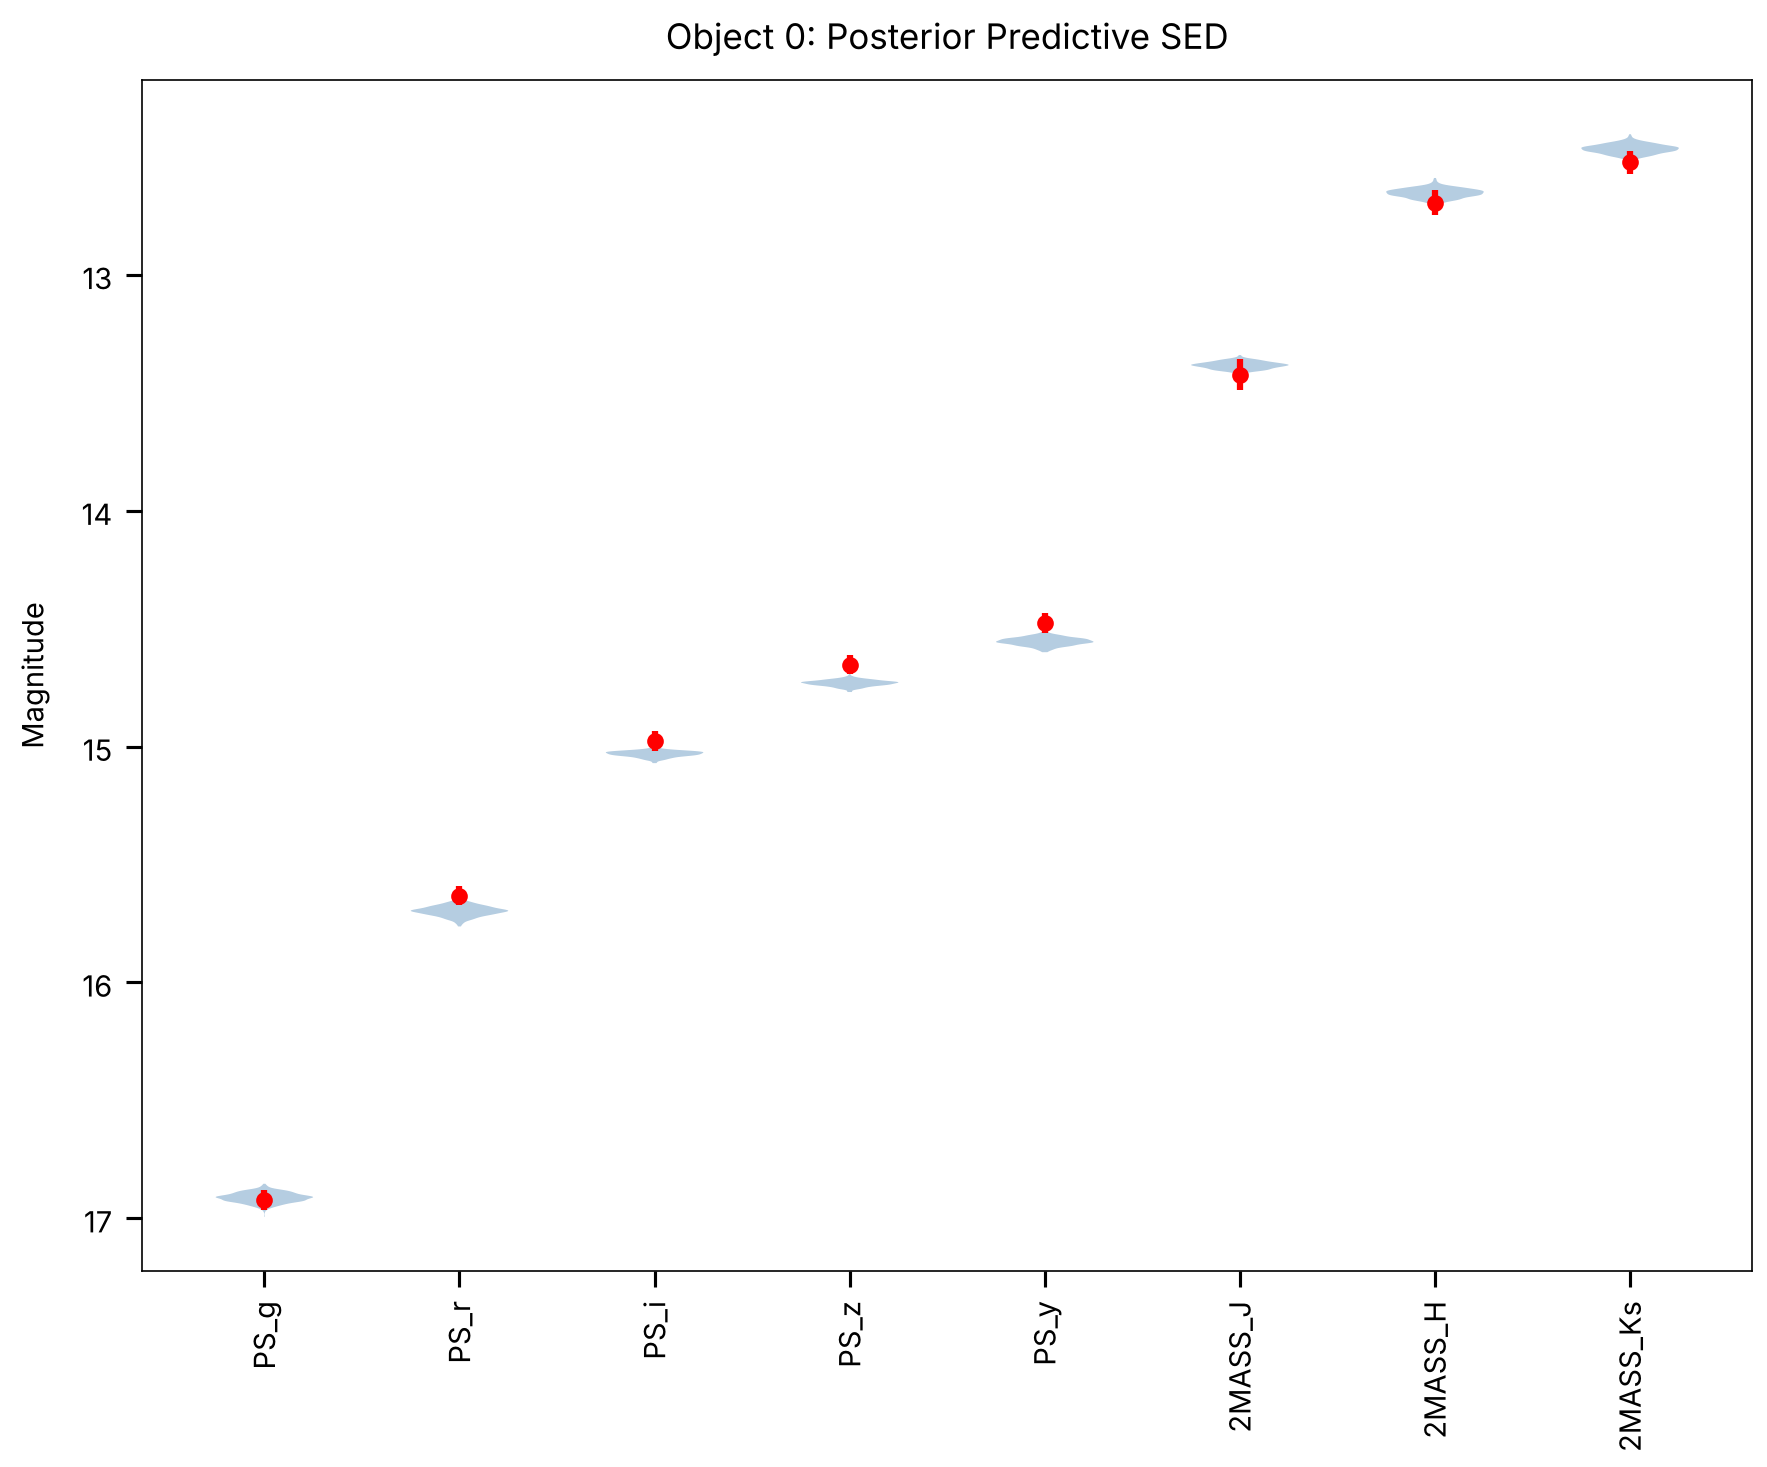 Object 0: Posterior Predictive SED
Magnitude
13
14
15
16
17
PS_g
PS_r
PS_i
PS_z
PS_y
2MASS_J
2MASS_H
2MASS_Ks